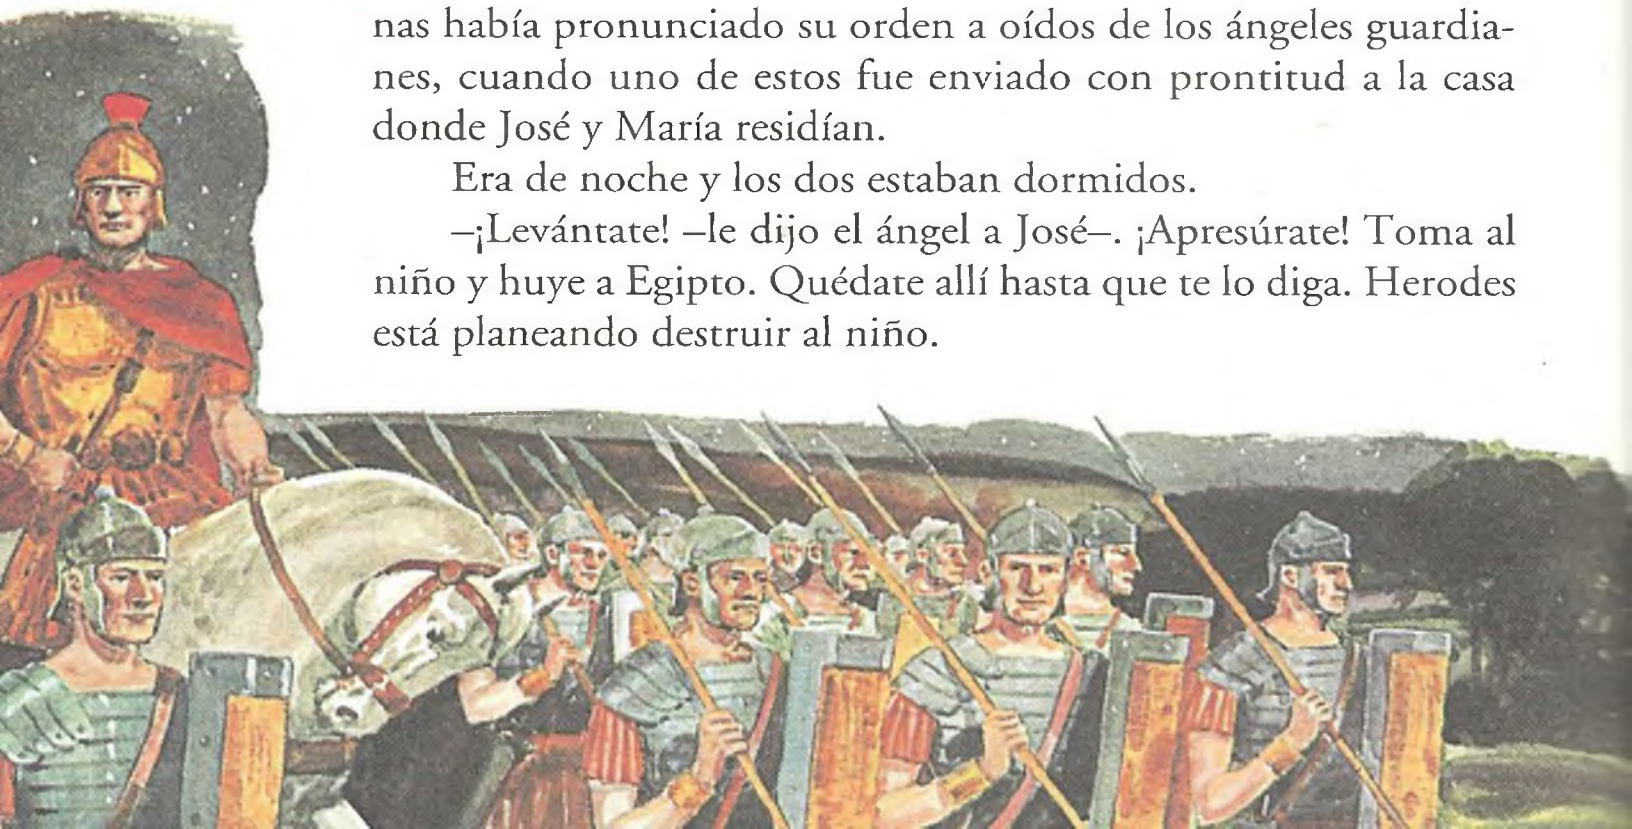 nas había pronunciado su orden a oídos de los ángeles guardia-
nes, cuando uno de estos fue enviado con prontitud a la casa
donde José y María residían.
Era de noche y los dos estaban dormidos.
–¡Levántate! –le dijo el ángel a José–. ¡Apresúrate! Toma al
niño y huye a Egipto. Quédate allí hasta que te lo diga. Herodes
está planeando destruir al niño.